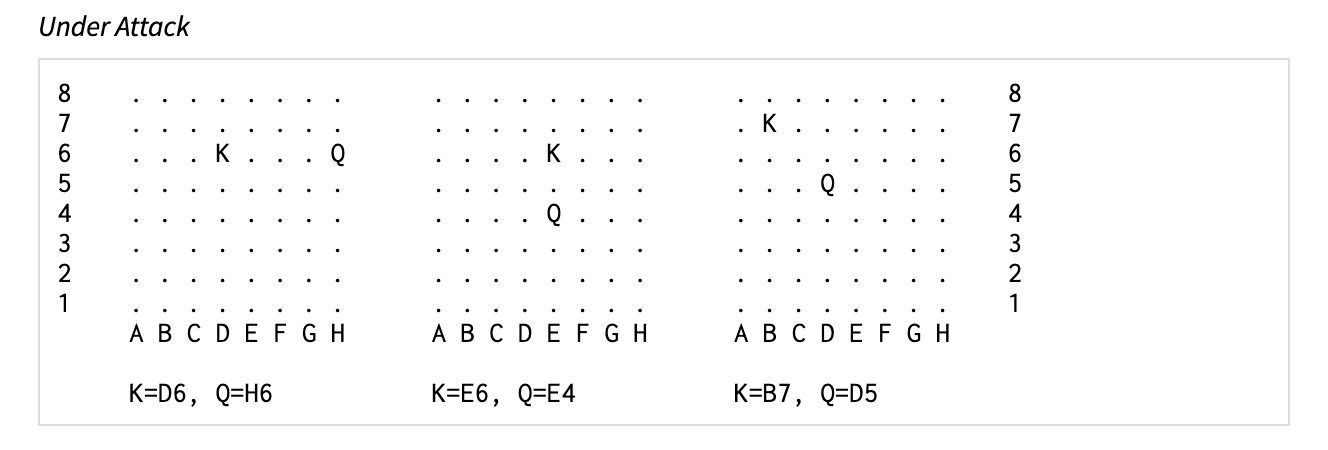 Under Attack
8 . . . . . . . . . . . . . . . . . . . . . . . . 8
7 . . . . . . . . . . . . . . . . . K . . . . . . 7
6 . . . K . . . Q . . . . K . . . . . . . . . . . 6
5 . . . . . . . . . . . . . . . . . . . Q . . . . 5
4 . . . . . . . . . . . . Q . . . . . . . . . . . 4
3 . . . . . . . . . . . . . . . . . . . . . . . . 3
2 . . . . . . . . . . . . . . . . . . . . . . . . 2
1 . . . . . . . . . . . . . . . . . . . . . . . . 1
A B C D E F G H A B C D E F G H A B C D E F G H
K=D6, Q=H6 K=E6, Q=E4 K=B7, Q=D5